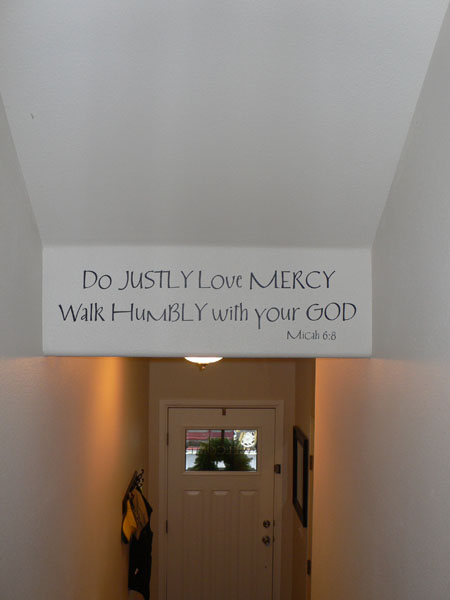 Do JUSTLY Love MERCY
Walk HUMBLY with your GOD
Micah 6:8